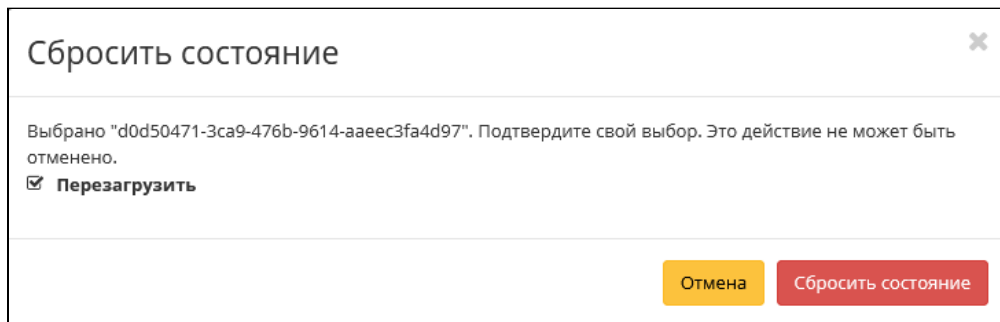 Сбросить состояние
Выбрано "d0d50471-3ca9-476b-9614-aaeec3fa4d97". Подтвердите свой выбор. Это действие не может быть
отменено.
Перезагрузить
Отмена
Сбросить состояние